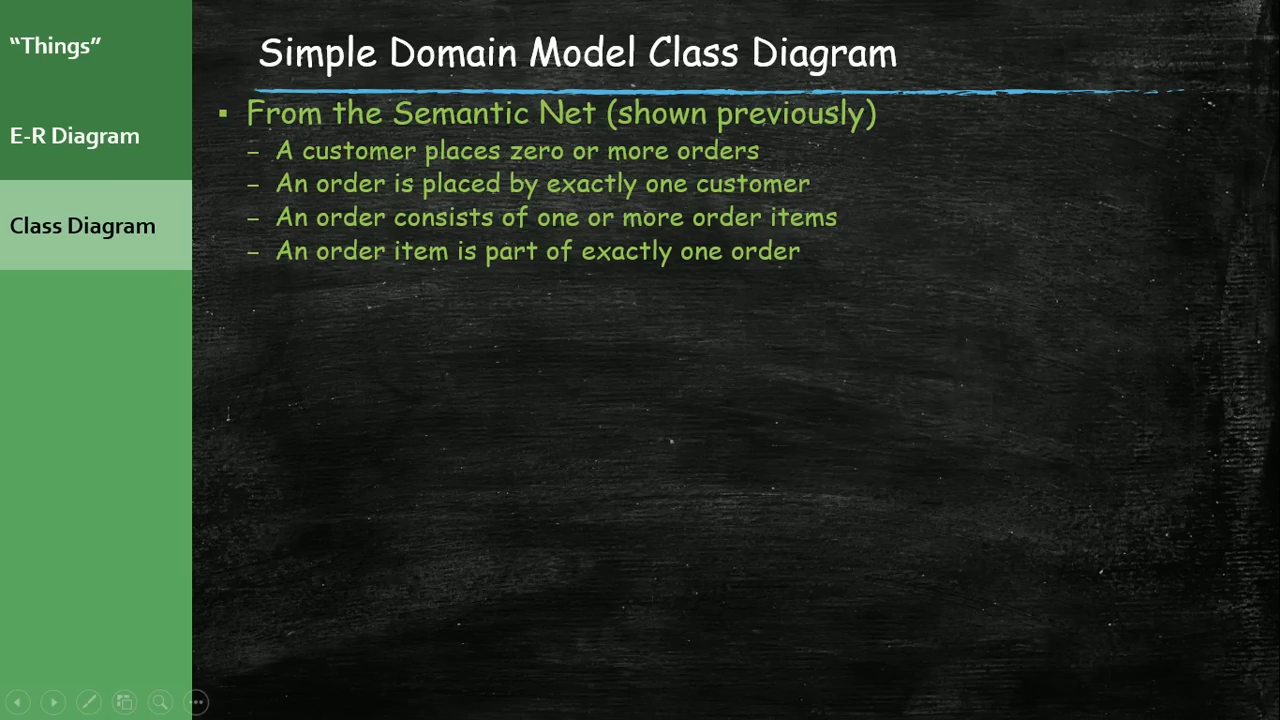 “Things”
E-R Diagram
Class Diagram
Simple Domain Model Class Diagram
▪ From the Semantic Net (shown previously)
– A customer places zero or more orders
– An order is placed by exactly one customer
– An order consists of one or more order items
– An order item is part of exactly one order